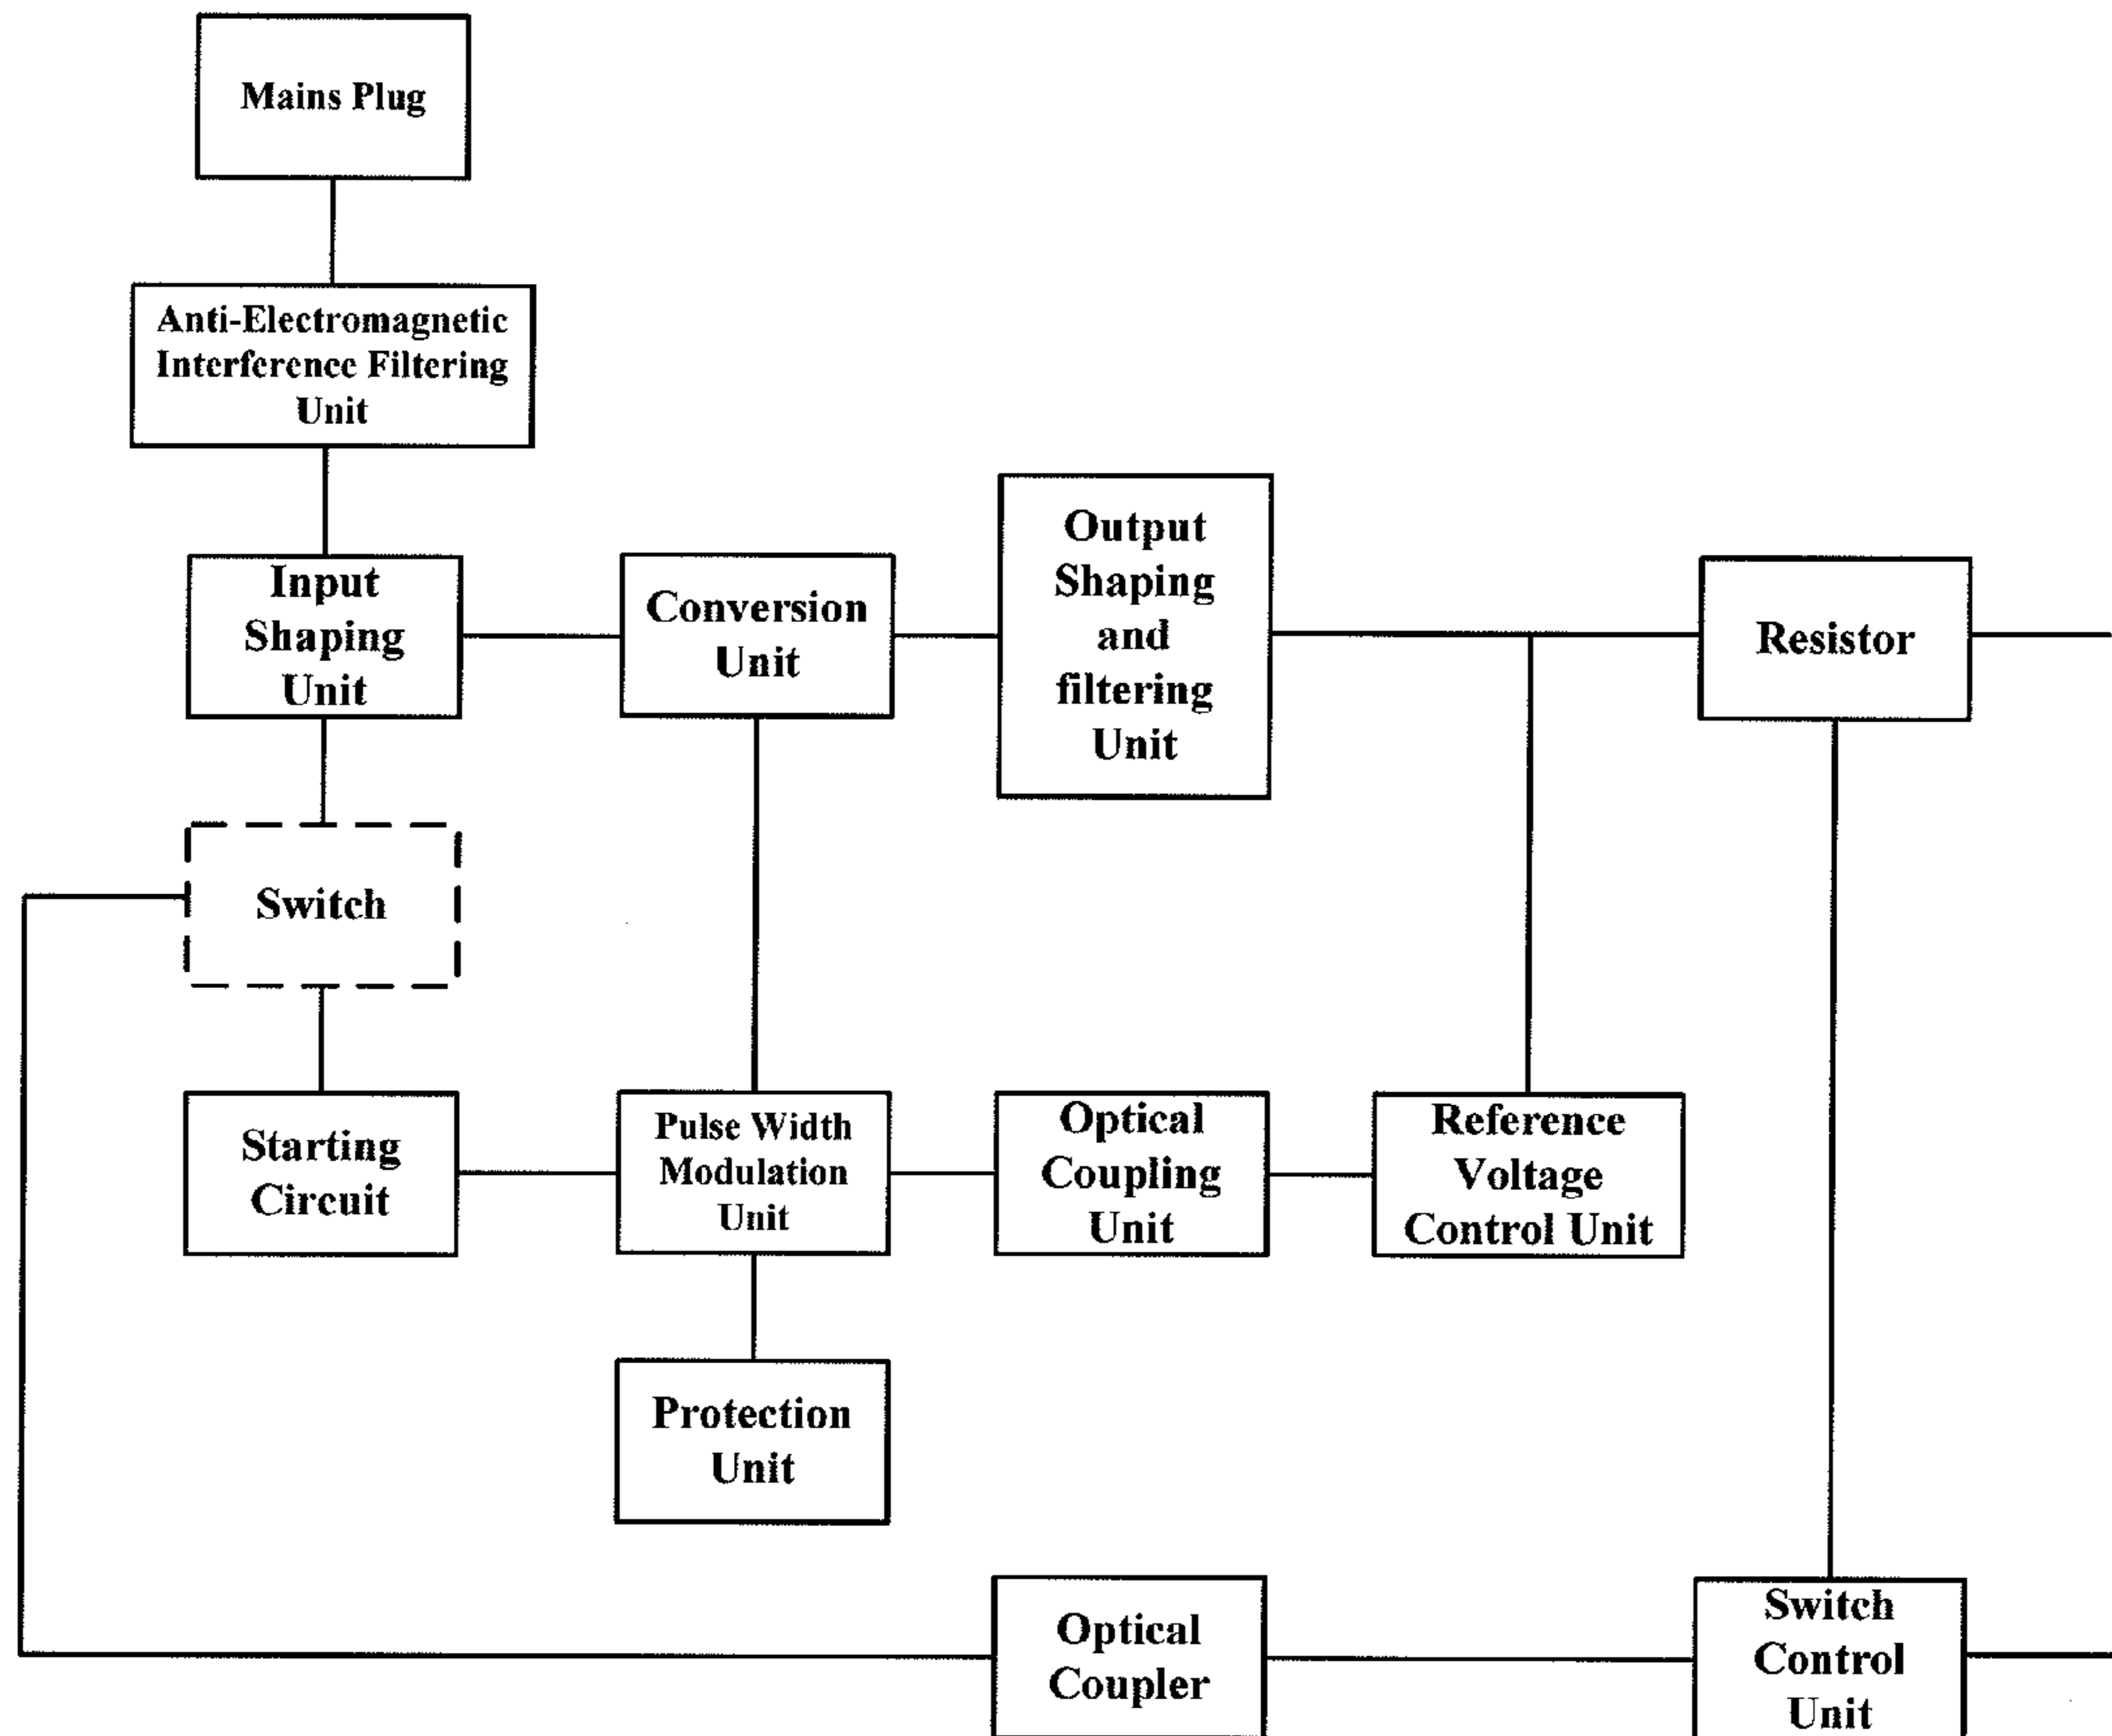 Mains Plug
Anti-Electromagnetic
Interference Filtering
Unit
Input
Shaping
Unit
Conversion
Unit
Output
Shaping
and
filtering
Unit
Resistor
Switch
Starting
Circuit
Pulse Width
Modulation
Unit
Optical
Coupling
Unit
Reference
Voltage
Control Unit
Protection
Unit
Optical
Coupler
Switch
Control
Unit